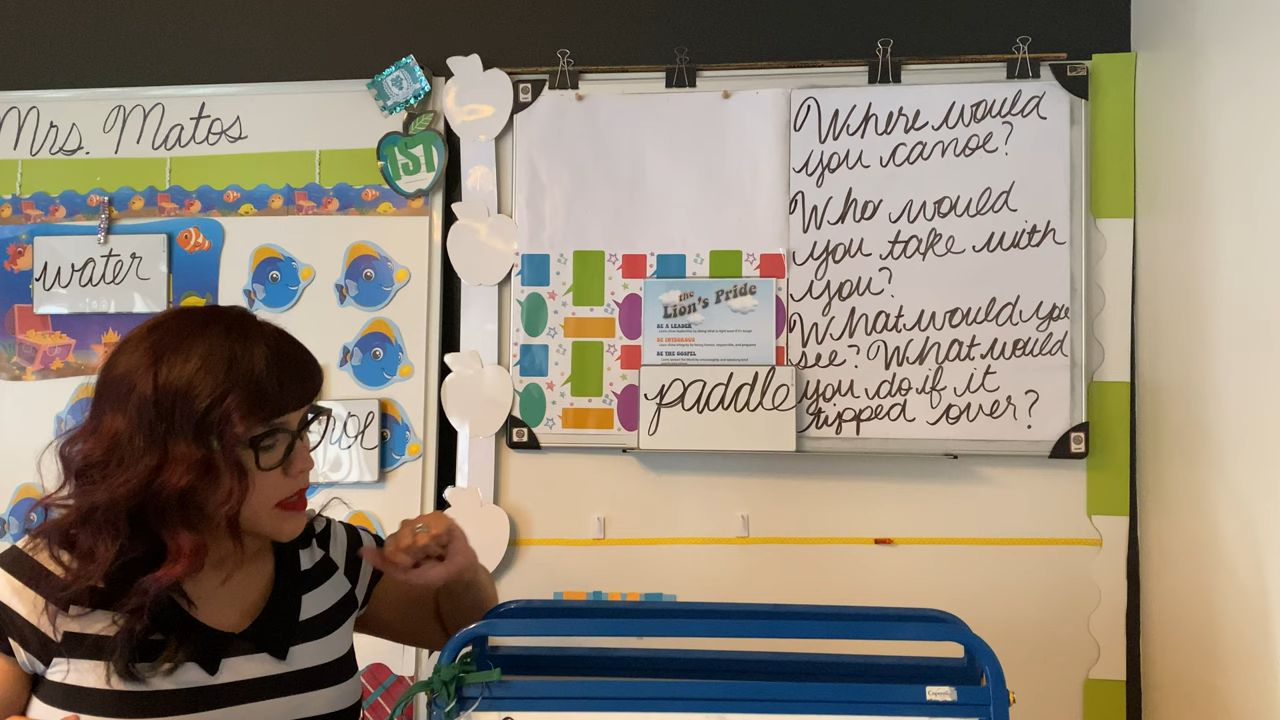 Mrs. Matos
1ST
water
noe
the
Lion's Pride
BE A LEADER
BE INTEGROUS
BE THE GOSPEL
paddle
Where would
you canoe?
Who would
you take with
you?
What would you
see? What would
you do if it
tipped over?